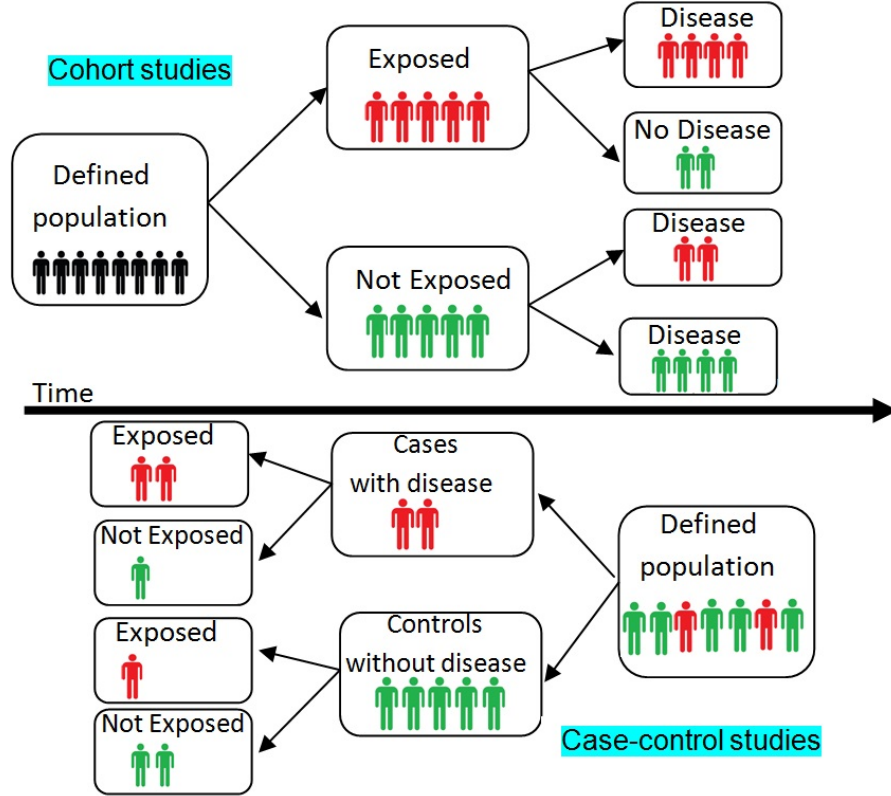 Cohort studies
Defined
population
Exposed
Not Exposed
Disease
No Disease
Disease
Disease
Time
Exposed
Not Exposed
Exposed
Not Exposed
Cases
with disease
Controls
without disease
Defined
population
Case-control studies